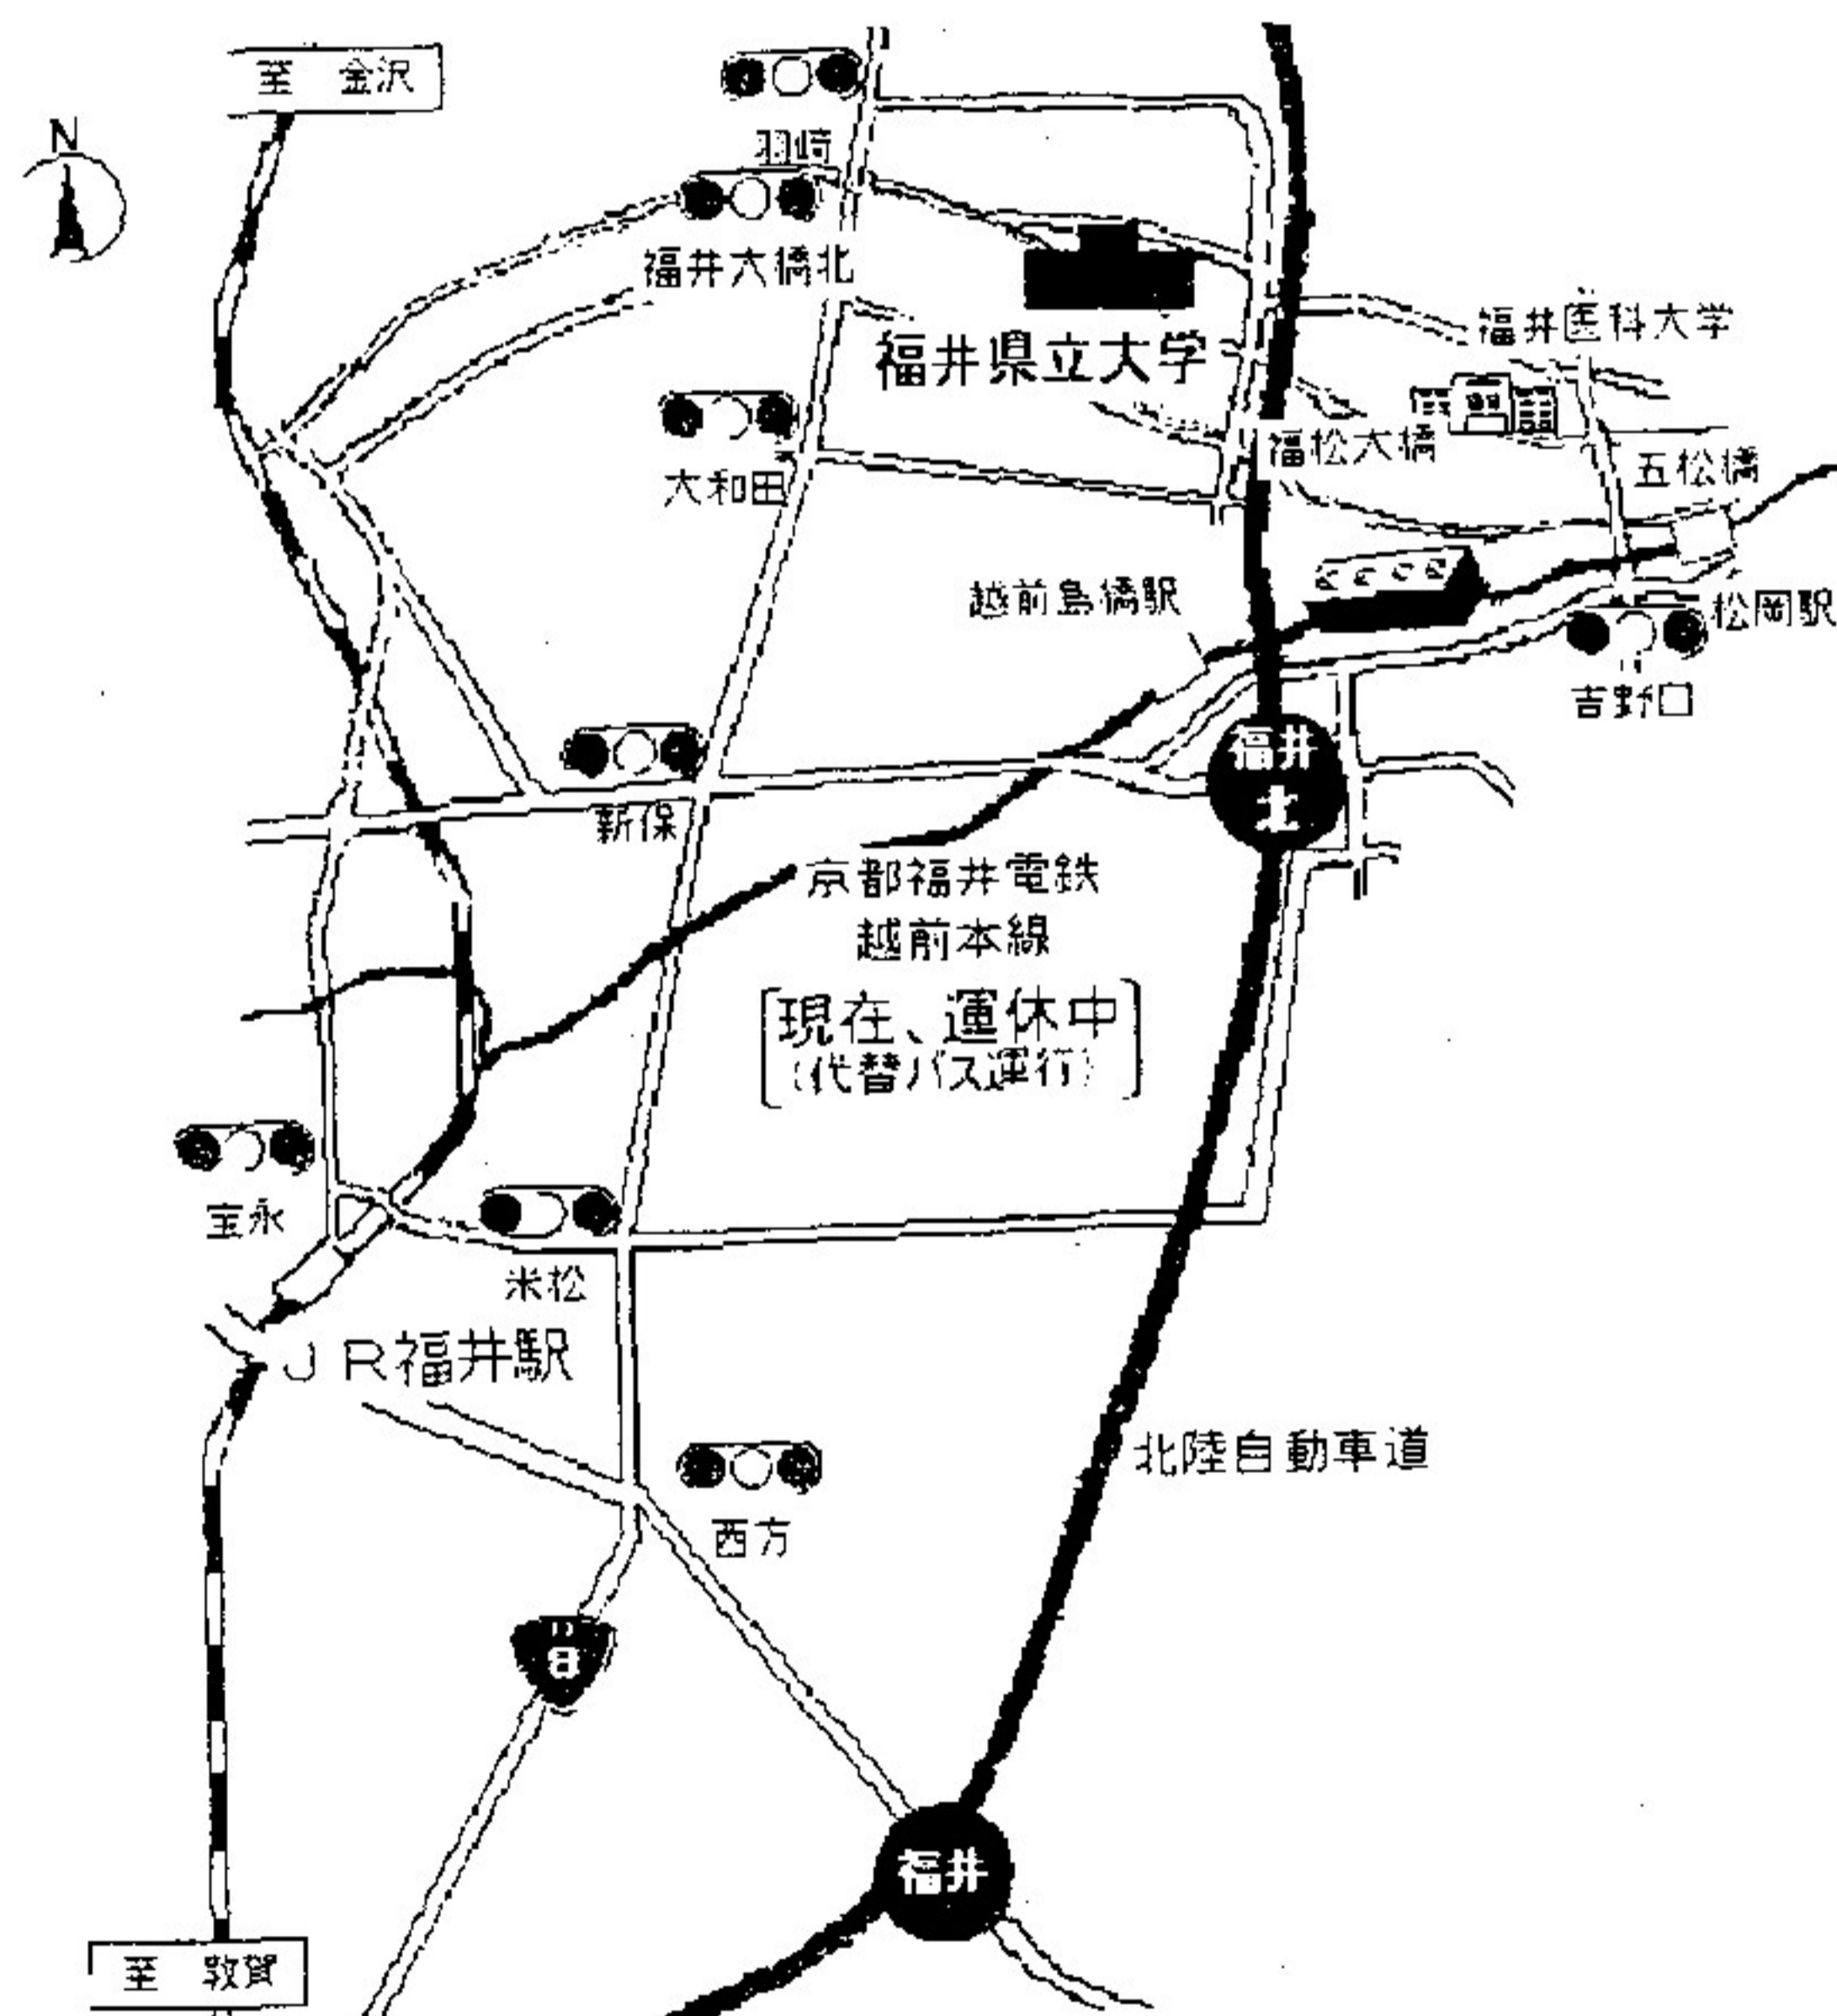 至 金沢
N
羽崎
福井大橋北
福井医科大学
福井県立大学
福松大橋
五松橋
大和田
越前島橋駅
松岡駅
吉野口
福井
北
新保
京都福井電鉄
越前本線
現在、運休中
(代替バス運行)
宝永
米松
JR福井駅
北陸自動車道
西方
8
福井
至 敦賀